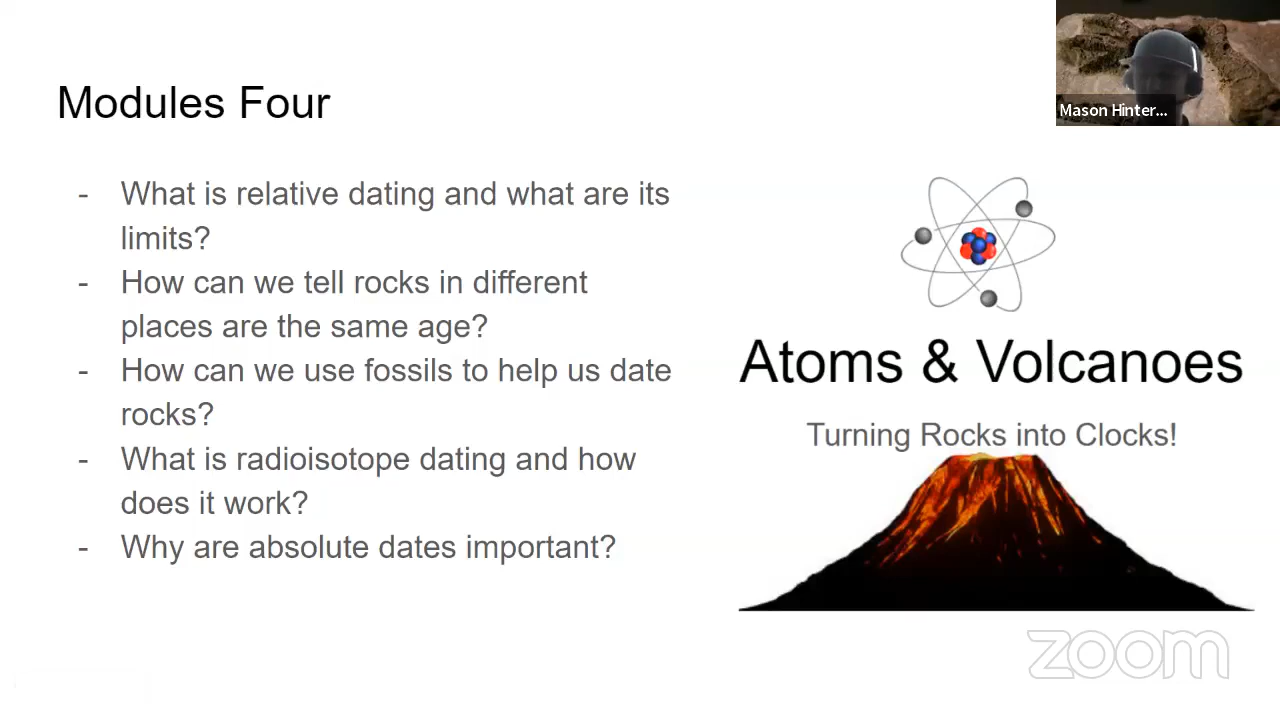 Mason Hinter...
Modules Four
- What is relative dating and what are its
limits?
- How can we tell rocks in different
places are the same age?
- How can we use fossils to help us date
rocks?
- What is radioisotope dating and how
does it work?
- Why are absolute dates important?
Atoms & Volcanoes
Turning Rocks into Clocks!
zoom